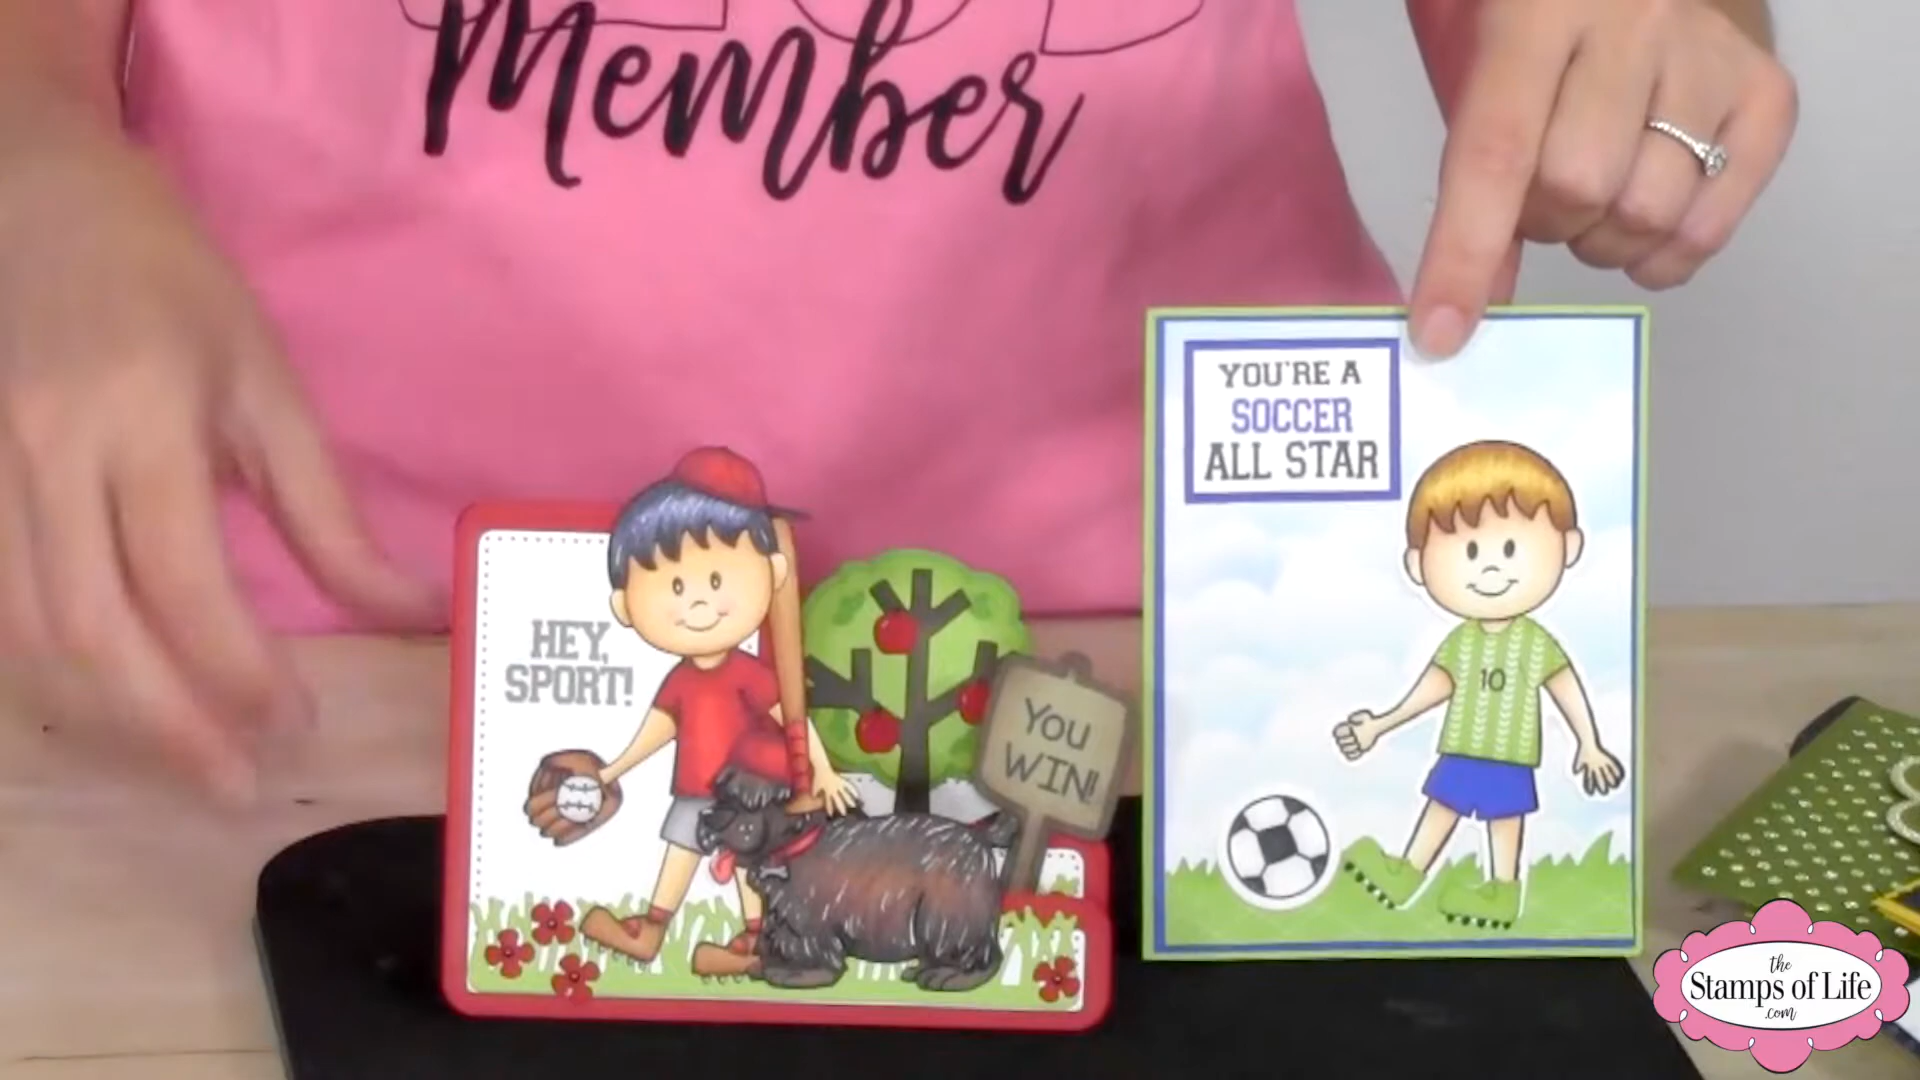 Member
HEY,
SPORT!
You
WIN!
YOU'RE A
SOCCER
ALL STAR
10
the
Stamps of Life
.com